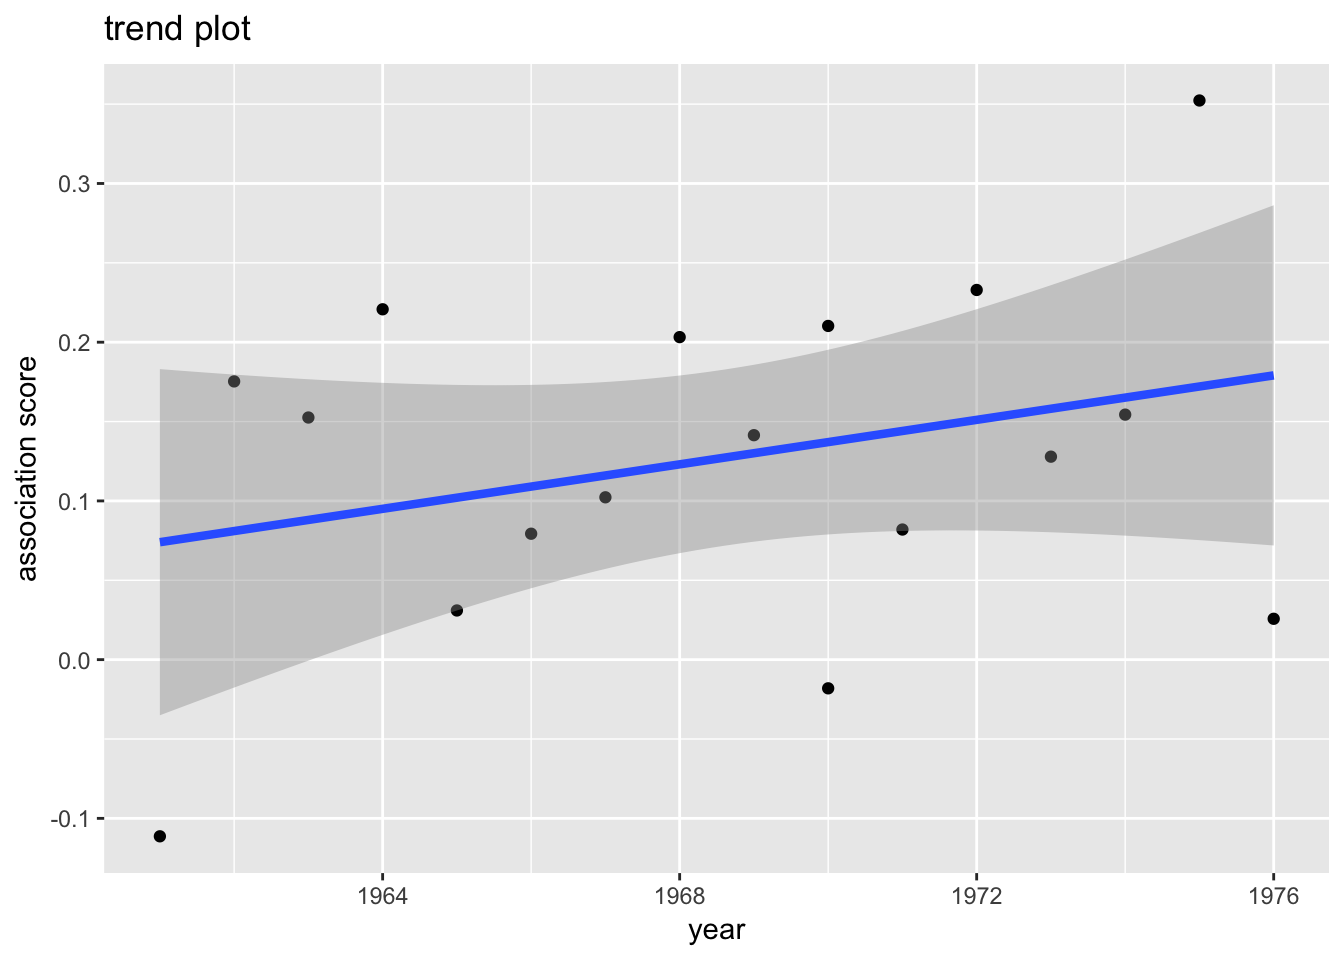 trend plot
association score
0.3
0.2
0.1
0.0
-0.1
1964 1968 1972 1976
year